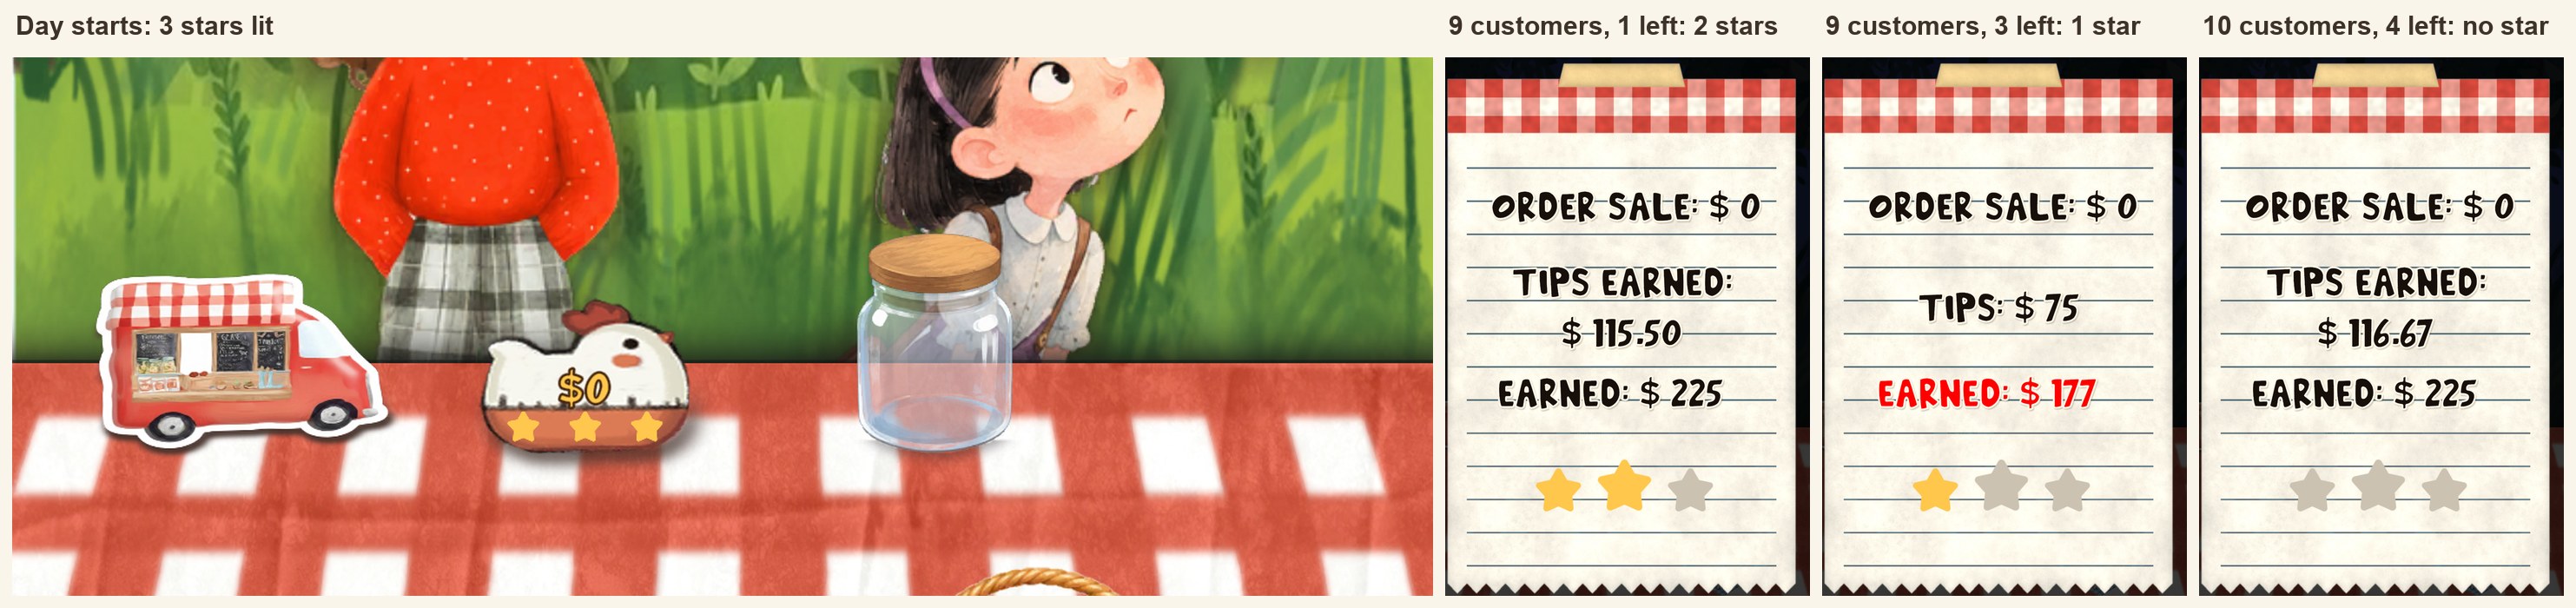 Day starts: 3 stars lit
9 customers, 1 left: 2 stars
9 customers, 3 left: 1 star
10 customers, 4 left: no star
$0
ORDER SALE: $ 0
TIPS EARNED:
$ 115.50
EARNED: $ 225
ORDER SALE: $ 0
TIPS: $ 75
EARNED: $ 177
ORDER SALE: $ 0
TIPS EARNED:
$ 116.67
EARNED: $ 225